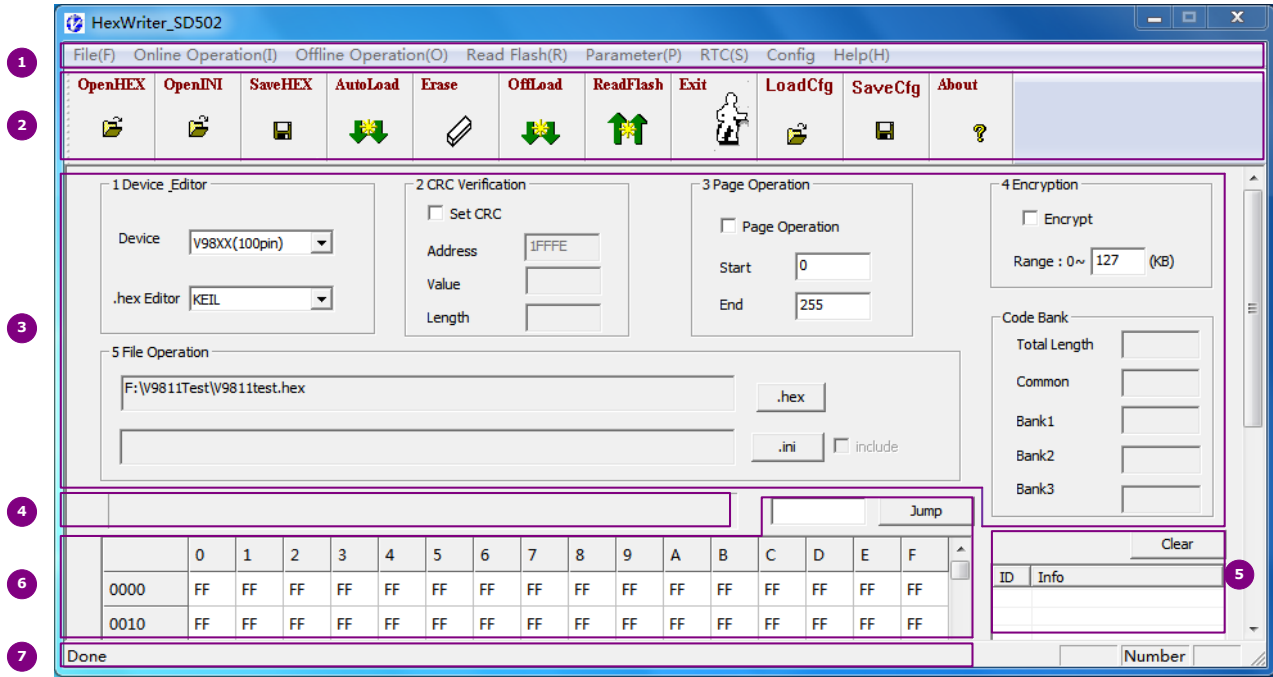 HexWriter_SD502
1
File(F) Online Operation(I) Offline Operation(O) Read Flash(R) Parameter(P) RTC(S) Config Help(H)
2
OpenHEX OpenINI SaveHEX AutoLoad Erase OffLoad ReadFlash Exit LoadCfg SaveCfg About
3
1 Device_Editor
Device V98XX(100pin)
.hex Editor KEIL
2 CRC Verification
Set CRC
Address 1FFFE
Value
Length
3 Page Operation
Page Operation
Start 0
End 255
4 Encryption
Encrypt
Range : 0~ 127 (KB)
Code Bank
Total Length
Common
Bank1
Bank2
Bank3
5 File Operation
F:\V9811Test\V9811test.hex
.hex
.ini include
4
Jump
6
0 1 2 3 4 5 6 7 8 9 A B C D E F
0000 FF FF FF FF FF FF FF FF FF FF FF FF FF FF FF FF
0010 FF FF FF FF FF FF FF FF FF FF FF FF FF FF FF FF
Clear
ID Info
5
7
Done Number